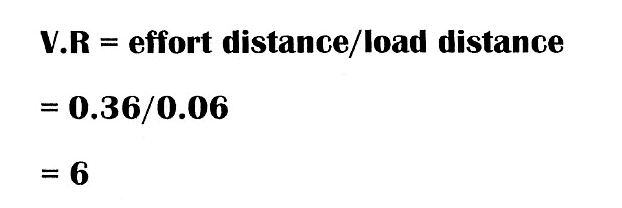 V.R = effort distance/load distance
= 0.36/0.06
= 6